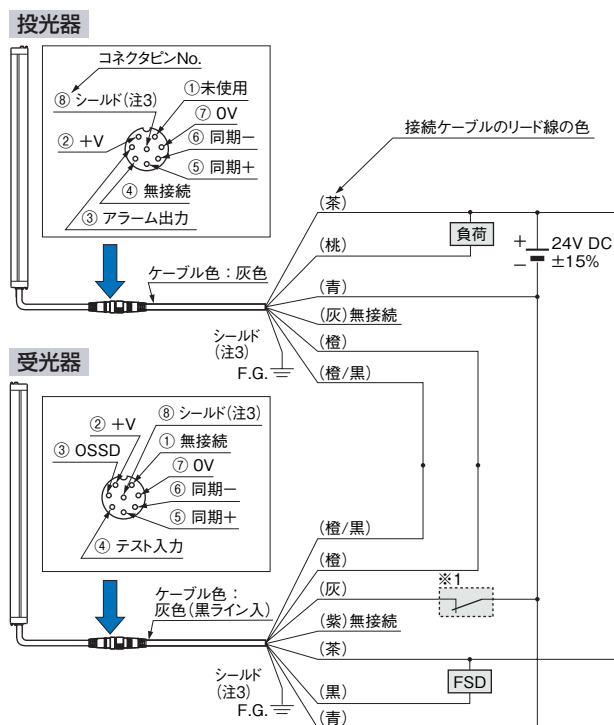 投光器
コネクタピンNo.
⑧ シールド(注3)
①未使用
⑦ 0V
② +V
⑥ 同期－
⑤ 同期＋
④ 無接続
③ アラーム出力
接続ケーブルのリード線の色
(茶)
負荷
+
－
24V DC
±15%
(桃)
ケーブル色：灰色
(青)
(灰)無接続
シールド
(注3)
F.G.
(橙)
(橙/黒)
受光器
⑧ シールド(注3)
② +V
① 無接続
③ OSSD
⑦ 0V
⑥ 同期－
⑤ 同期＋
④ テスト入力
(橙/黒)
(橙)
※1
ケーブル色：
灰色(黒ライン入)
(灰)
(紫)無接続
(茶)
シールド
(注3)
F.G.
FSD
(黒)
(青)